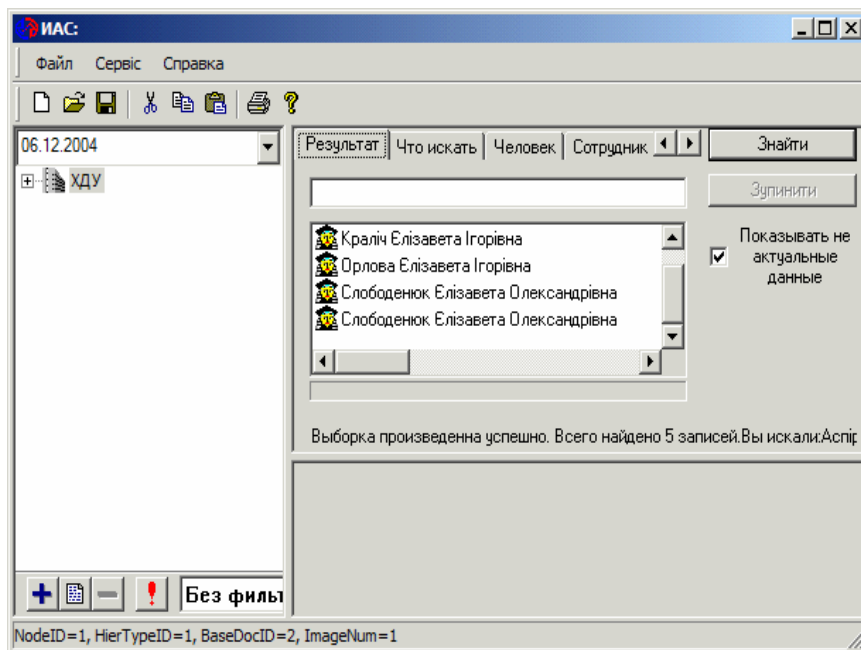 ИАС:
Файл Сервіс Справка
06.12.2004
ХДУ
Результат Что искать Человек Сотрудник
Знайти
Зупинити
Показывать не
актуальные
данные
Краліч Єлізавета Ігорівна
Орлова Єлізавета Ігорівна
Слободенюк Єлізавета Олександрівна
Слободенюк Єлізавета Олександрівна
Выборка произведенна успешно. Всего найдено 5 записей.Вы искали:Аспір
Без фильт
NodeID=1, HierTypeID=1, BaseDocID=2, ImageNum=1